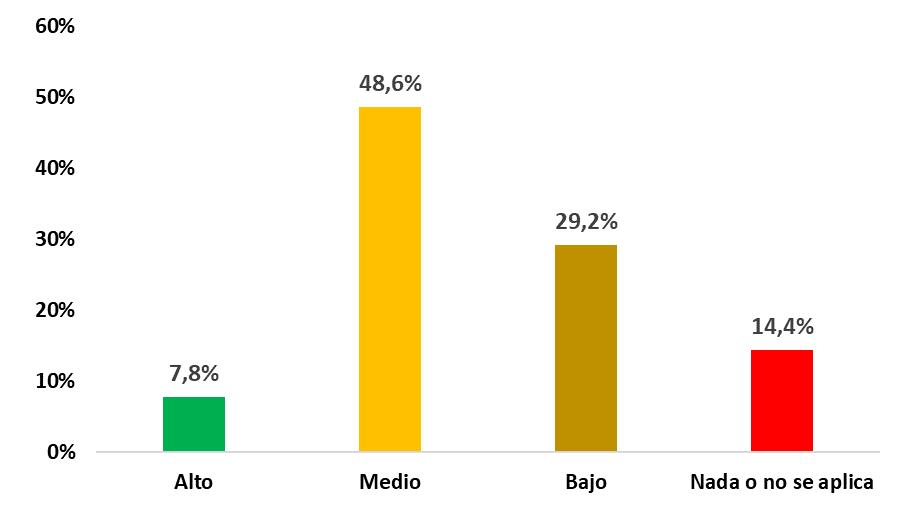 60%
50%
40%
30%
20%
10%
0%
7,8%
48,6%
29,2%
14,4%
Alto
Medio
Bajo
Nada o no se aplica